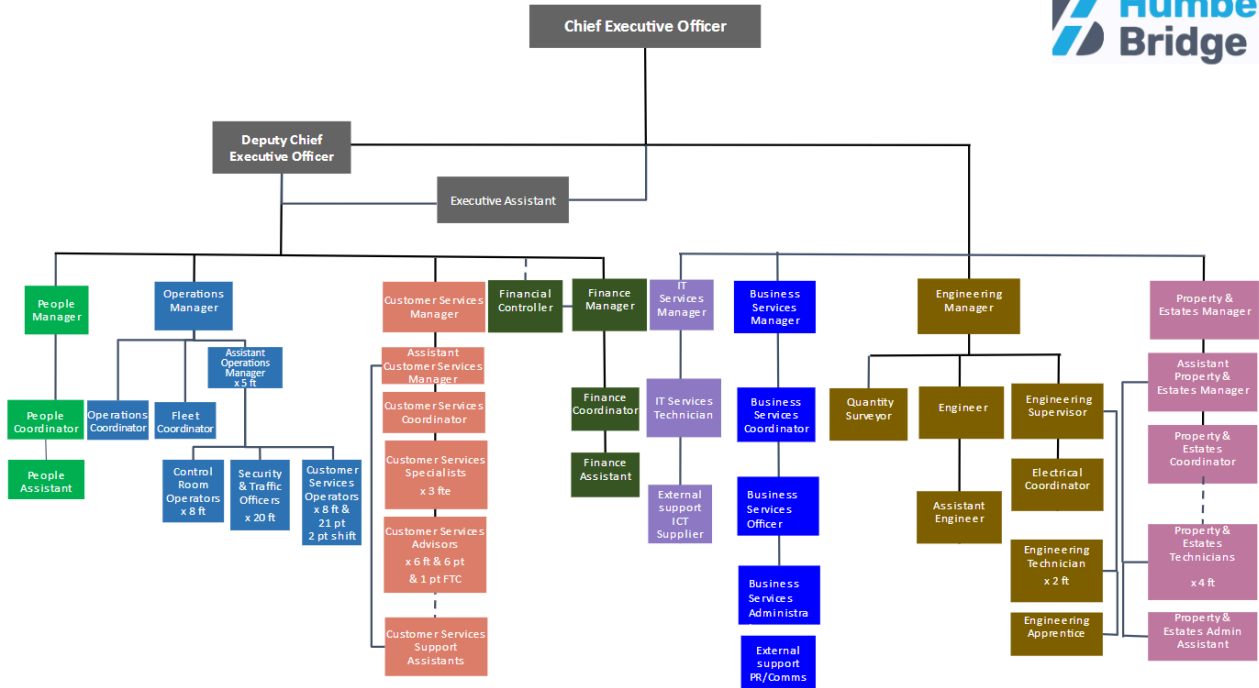 Humbe
Bridge
Chief Executive Officer
Deputy Chief
Executive Officer
Executive Assistant
People
Manager
People
Coordinator
People
Assistant
Operations
Manager
Assistant
Operations
Manager
x 5 ft
Operations
Coordinator
Fleet
Coordinator
Control
Room
Operators
x 8 ft
Security
& Traffic
Officers
x 20 ft
Customer
Services
Operators
x 8 ft &
21 pt
2 pt shift
Customer Services
Manager
Assistant
Customer Services
Manager
Customer Services
Coordinator
Customer Services
Specialists
x 3 fte
Customer Services
Advisors
x 6 ft & 6 pt
& 1 pt FTC
Customer Services
Support
Assistants
Financial
Controller
Finance
Manager
Finance
Coordinator
Finance
Assistant
IT
Services
Manager
IT Services
Technician
External
support
ICT
Supplier
Business
Services
Manager
Business
Services
Coordinator
Business
Services
Officer
Business
Services
Administra
External
support
PR/Comms
Engineering
Manager
Quantity
Surveyor
Engineer
Assistant
Engineer
Engineering
Supervisor
Electrical
Coordinator
Engineering
Technician
x 2 ft
Engineering
Apprentice
Property &
Estates Manager
Assistant
Property &
Estates Manager
Property &
Estates
Coordinator
Property &
Estates
Technicians
x 4 ft
Property &
Estates Admin
Assistant